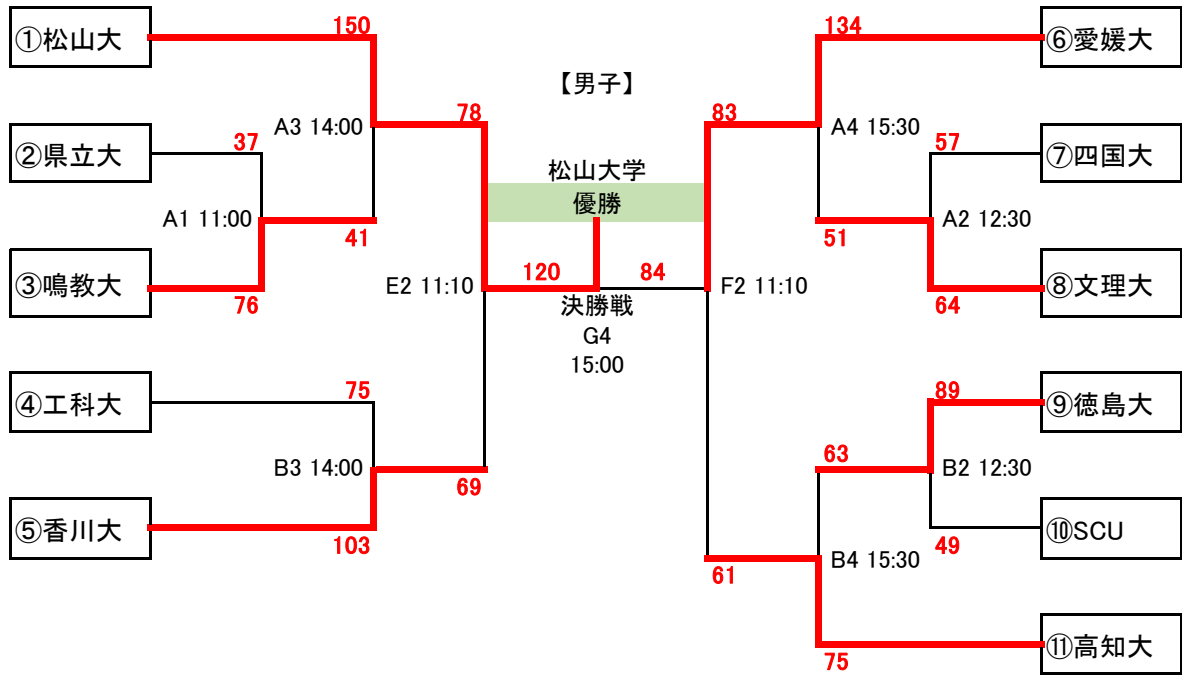 150
134
①松山大
⑥愛媛大
【男子】
78
83
A3 14:00
A4 15:30
37
57
②県立大
⑦四国大
松山大学
優勝
A1 11:00
A2 12:30
41
51
120
84
③鳴教大
E2 11:10
F2 11:10
⑧文理大
76
64
決勝戦
G4
15:00
75
89
④工科大
⑨徳島大
63
B3 14:00
B2 12:30
69
⑤香川大
⑩SCU
103
49
B4 15:30
61
⑪高知大
75